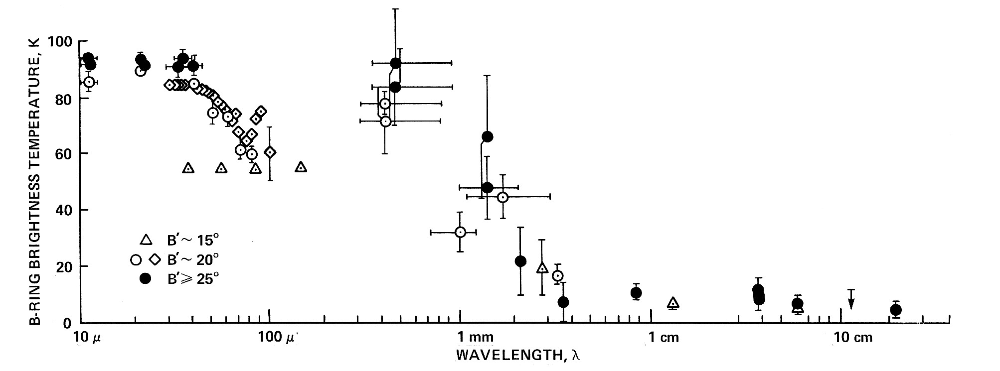 B-RING BRIGHTNESS TEMPERATURE, K
100
80
60
40
20
0
△ B′ ~ 15°
○ ◇ B′ ~ 20°
● B′ ⩾ 25°
10 μ
100 μ
1 mm
1 cm
10 cm
WAVELENGTH, λ